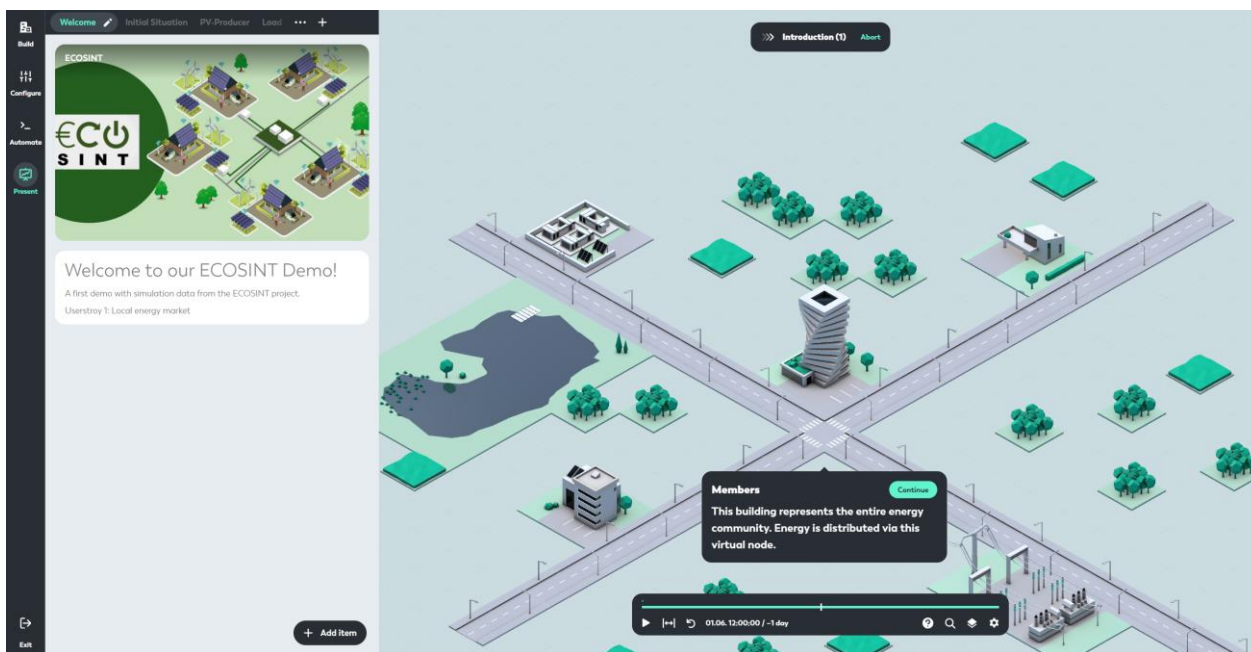 Build
Configure
>_
Automate
Present
Exit
Welcome Initial Situation PV-Producer Load ••• +
ECOSINT
€CO
SINT
Welcome to our ECOSINT Demo!
A first demo with simulation data from the ECOSINT project.
Userstroy 1: Local energy market
+ Add item
Introduction (1) Abort
Members Continue
This building represents the entire energy
community. Energy is distributed via this
virtual node.
01.06. 12:00:00 / −1 day